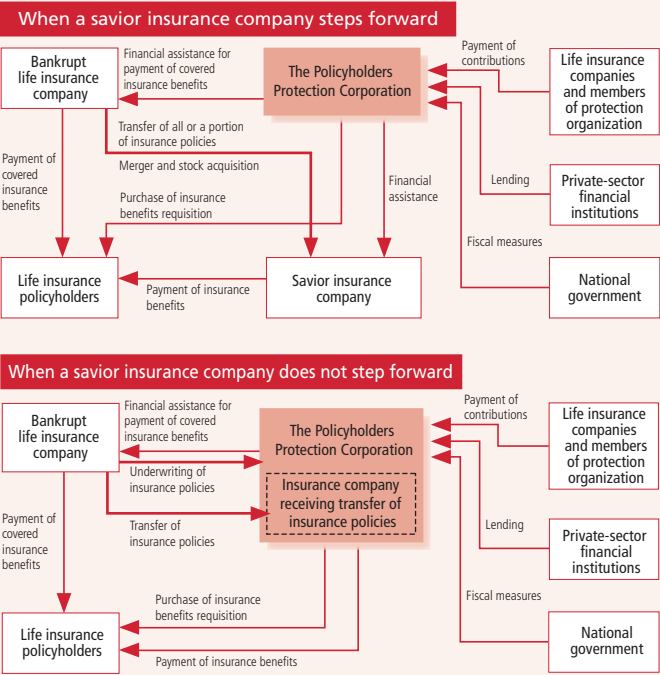 When a savior insurance company steps forward
Bankrupt
life insurance
company
Financial assistance for
payment of covered
insurance benefits
The Policyholders
Protection Corporation
Payment of
contributions
Life insurance
companies
and members
of protection
organization
Transfer of all or a portion
of insurance policies
Merger and stock acquisition
Payment of
covered
insurance
benefits
Purchase of insurance
benefits requisition
Financial
assistance
Lending
Private-sector
financial
institutions
Fiscal measures
Life insurance
policyholders
Payment of insurance
benefits
Savior insurance
company
National
government
When a savior insurance company does not step forward
Bankrupt
life insurance
company
Financial assistance for
payment of covered
insurance benefits
The Policyholders
Protection Corporation
Payment of
contributions
Life insurance
companies
and members
of protection
organization
Underwriting of
insurance policies
Insurance company
receiving transfer of
insurance policies
Payment of
covered
insurance
benefits
Transfer of
insurance policies
Lending
Private-sector
financial
institutions
Purchase of insurance
benefits requisition
Fiscal measures
Life insurance
policyholders
Payment of insurance benefits
National
government